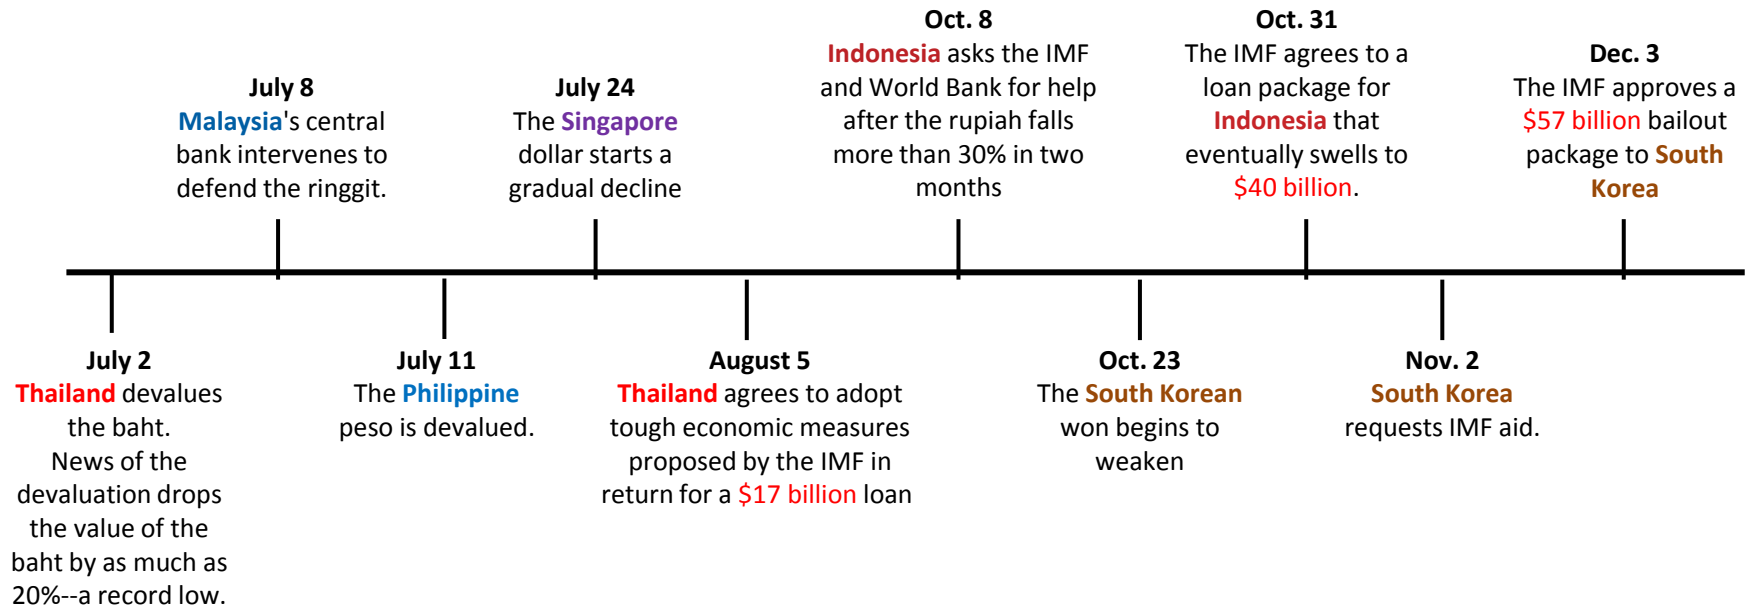 Oct. 8
Indonesia asks the IMF
and World Bank for help
after the rupiah falls
more than 30% in two
months
Oct. 31
The IMF agrees to a
loan package for
Indonesia that
eventually swells to
$40 billion.
Dec. 3
The IMF approves a
$57 billion bailout
package to South
Korea
July 8
Malaysia's central
bank intervenes to
defend the ringgit.
July 24
The Singapore
dollar starts a
gradual decline
July 2
Thailand devalues
the baht.
News of the
devaluation drops
the value of the
baht by as much as
20%--a record low.
July 11
The Philippine
peso is devalued.
August 5
Thailand agrees to adopt
tough economic measures
proposed by the IMF in
return for a $17 billion loan
Oct. 23
The South Korean
won begins to
weaken
Nov. 2
South Korea
requests IMF aid.